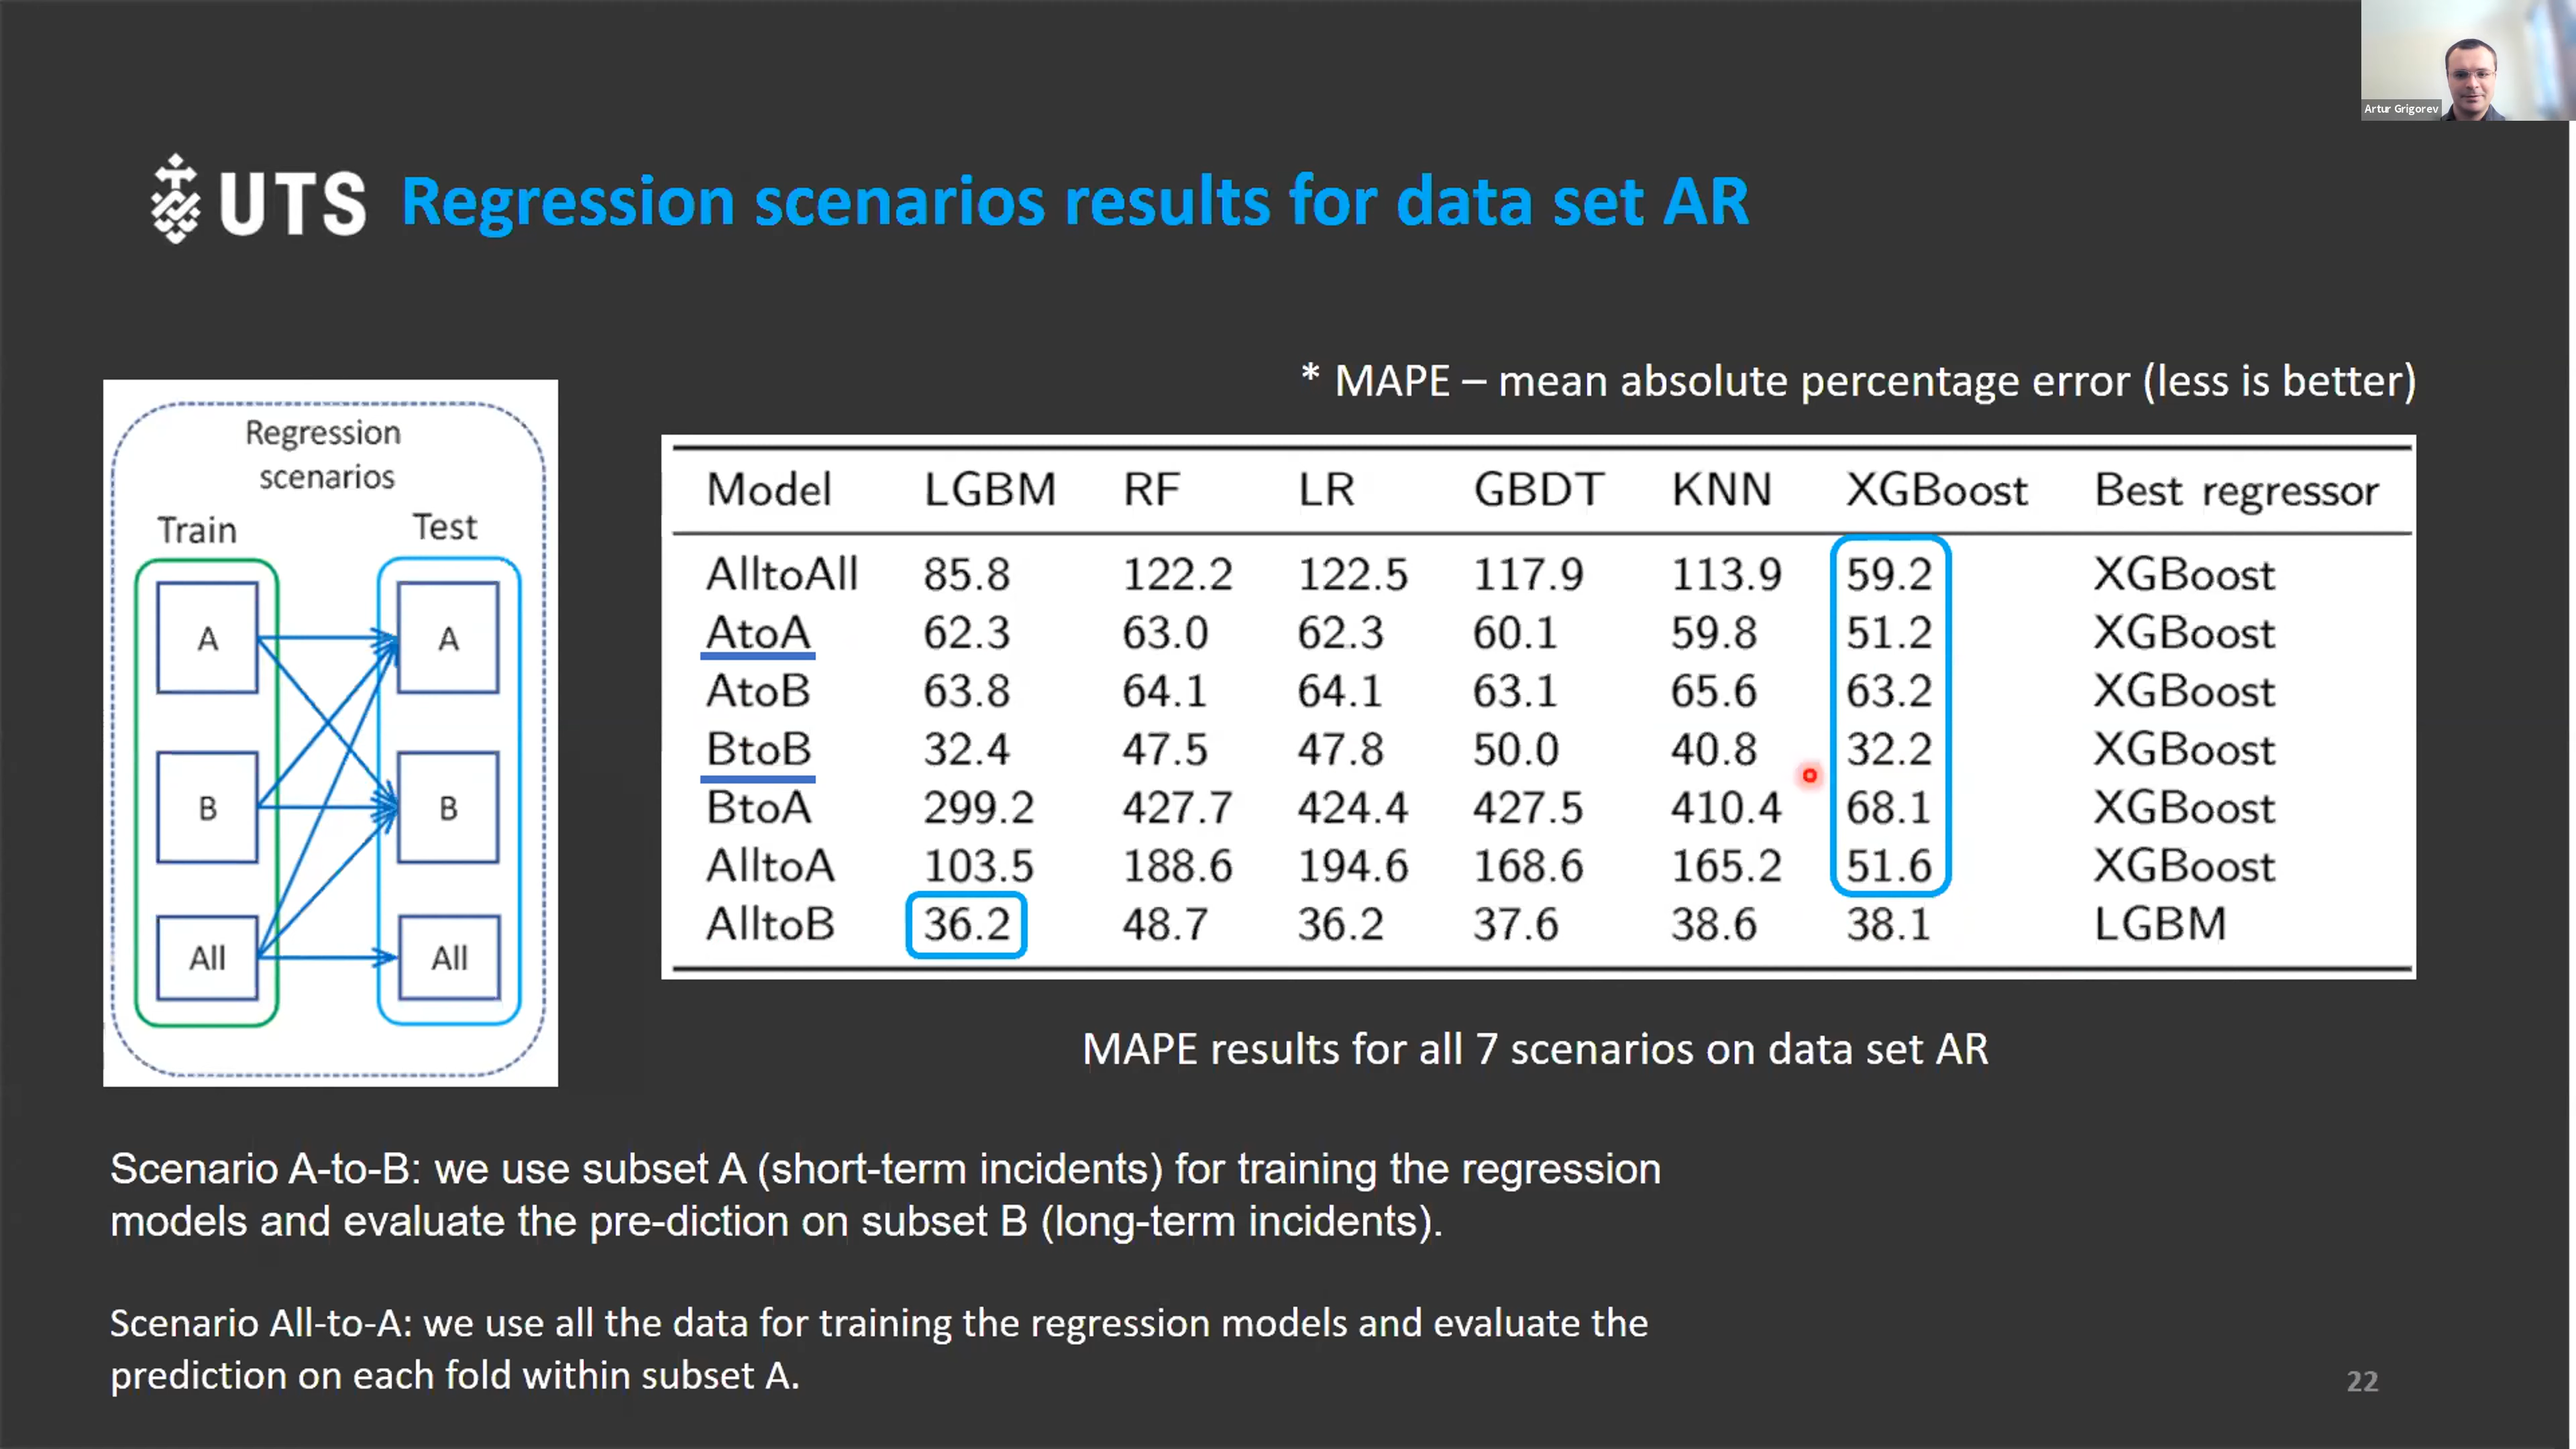 Artur Grigorev
UTS Regression scenarios results for data set AR
* MAPE – mean absolute percentage error (less is better)
Regression
scenarios
Train Test
A A
B B
All All
Model LGBM RF LR GBDT KNN XGBoost Best regressor
AlltoAll 85.8 122.2 122.5 117.9 113.9 59.2 XGBoost
AtoA 62.3 63.0 62.3 60.1 59.8 51.2 XGBoost
AtoB 63.8 64.1 64.1 63.1 65.6 63.2 XGBoost
BtoB 32.4 47.5 47.8 50.0 40.8 32.2 XGBoost
BtoA 299.2 427.7 424.4 427.5 410.4 68.1 XGBoost
AlltoA 103.5 188.6 194.6 168.6 165.2 51.6 XGBoost
AlltoB 36.2 48.7 36.2 37.6 38.6 38.1 LGBM
MAPE results for all 7 scenarios on data set AR
Scenario A-to-B: we use subset A (short-term incidents) for training the regression
models and evaluate the pre-diction on subset B (long-term incidents).
Scenario All-to-A: we use all the data for training the regression models and evaluate the
prediction on each fold within subset A.
22